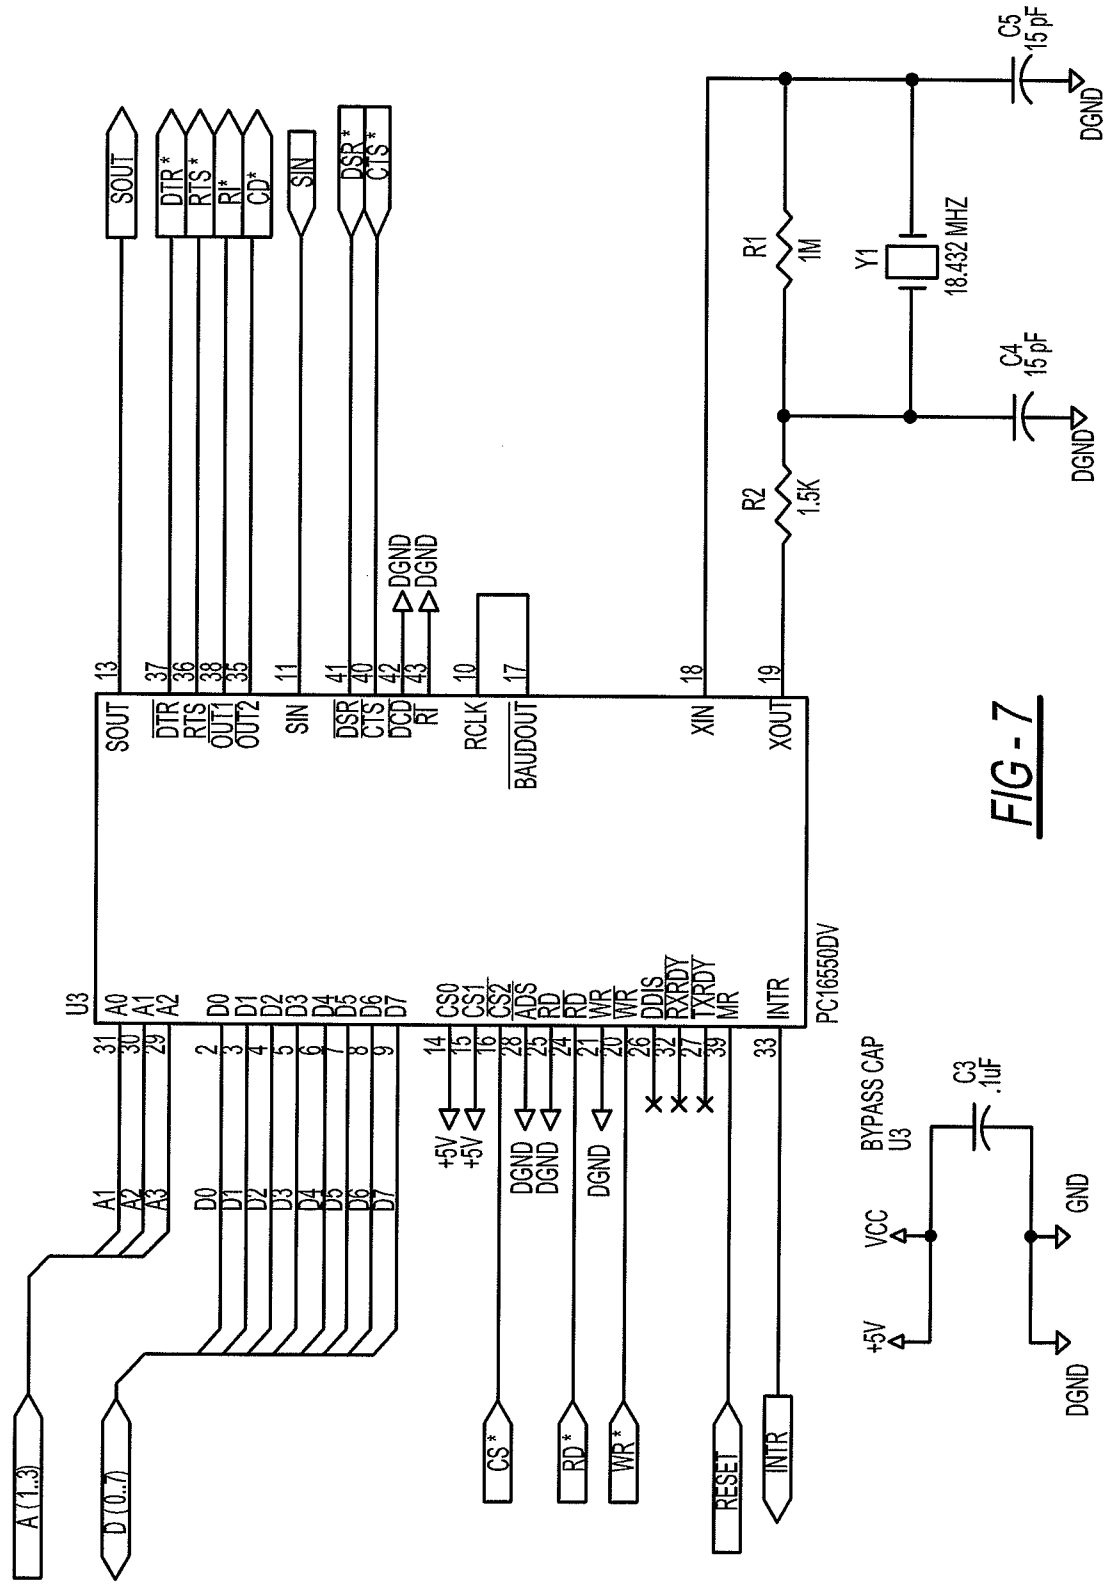 A (1..3)
D (0..7)
A1
A2
A3
D0
D1
D2
D3
D4
D5
D6
D7
CS*
RD*
WR*
RESET
INTR
+5V
+5V
DGND
DGND
DGND
31
30
29
2
3
4
5
6
7
8
9
14
15
16
28
25
24
21
20
26
32
27
39
33
U3
A0
A1
A2
D0
D1
D2
D3
D4
D5
D6
D7
CS0
CS1
CS2
ADS
RD
RD
WR
WR
DDIS
RXRDY
TXRDY
MR
INTR
PC16550DV
SOUT
DTR
RTS
OUT1
OUT2
SIN
DSR
CTS
DCD
RI
RCLK
BAUDOUT
XIN
XOUT
13
37
36
38
35
11
41
40
42
43
10
17
18
19
DGND
DGND
SOUT
DTR*
RTS*
RI*
CD*
SIN
DSR*
CTS*
R2
1.5K
R1
1M
Y1
18.432 MHZ
C4
15 pF
DGND
C5
15 pF
DGND
BYPASS CAP
U3
+5V
VCC
C3
.1uF
DGND
GND
FIG - 7